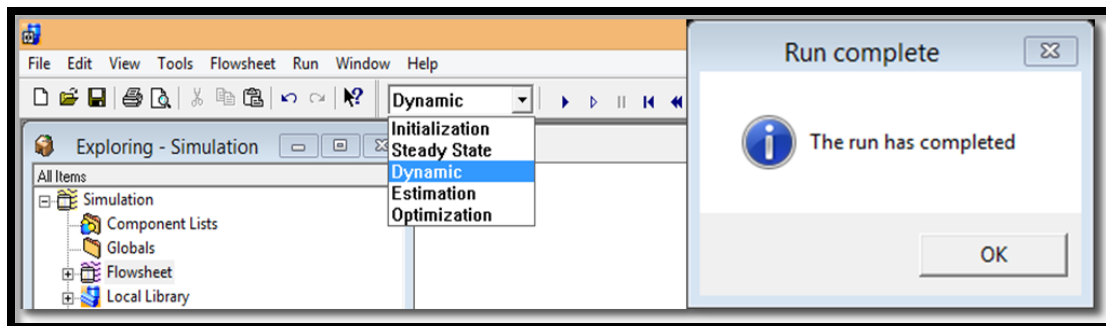 File Edit View Tools Flowsheet Run Window Help
Dynamic
Initialization
Steady State
Dynamic
Estimation
Optimization
Exploring - Simulation
All Items
Simulation
Component Lists
Globals
Flowsheet
Local Library
Run complete
The run has completed
OK